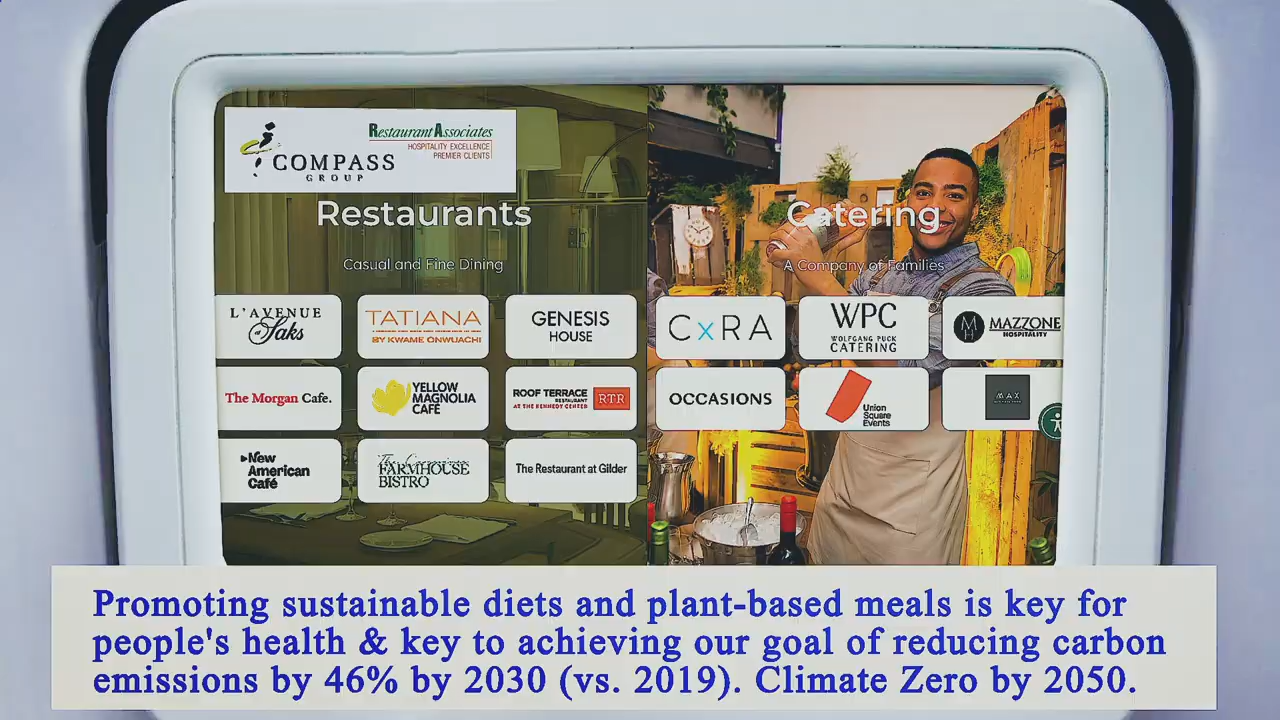 COMPASS
GROUP
Restaurant Associates
HOSPITALITY EXCELLENCE
PREMIER CLIENTS
Restaurants
Casual and Fine Dining
L'AVENUE
Saks
TATIANA
BY KWAME ONWUACHI
GENESIS
HOUSE
The Morgan Cafe.
YELLOW
MAGNOLIA
CAFÉ
ROOF TERRACE
RESTAURANT
AT THE KENNEDY CENTER
RTR
New
American
Café
FARMHOUSE
BISTRO
The Restaurant at Gilder
Catering
A Company of Families
CxRA
WPC
WOLFGANG PUCK
CATERING
MH
MAZZONE
HOSPITALITY
OCCASIONS
Union
Square
Events
MAX
Promoting sustainable diets and plant-based meals is key for
people's health & key to achieving our goal of reducing carbon
emissions by 46% by 2030 (vs. 2019). Climate Zero by 2050.